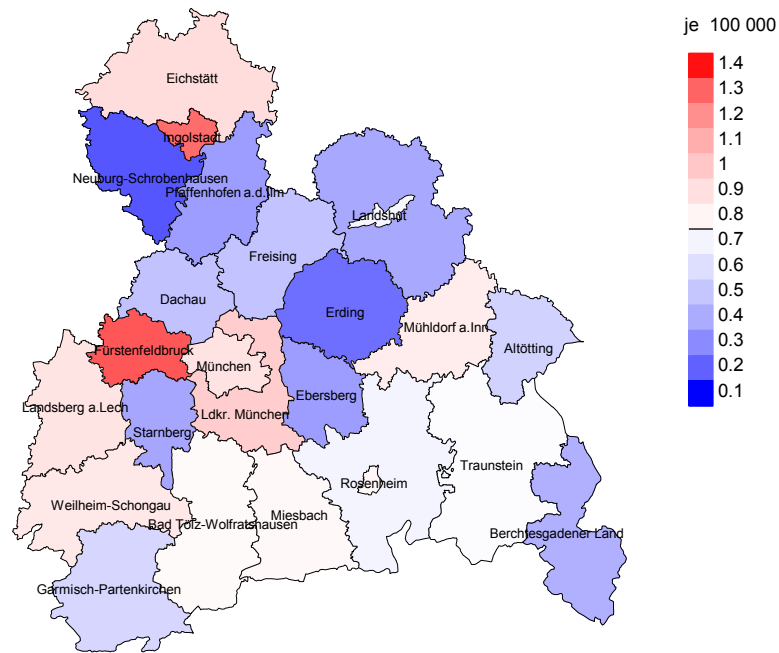 je 100 000
1.4
1.3
1.2
1.1
1
0.9
0.8
0.7
0.6
0.5
0.4
0.3
0.2
0.1
Eichstätt
Ingolstadt
Neuburg-Schrobenhausen
Pfaffenhofen a.d.Ilm
Landshut
Freising
Dachau
Erding
Mühldorf a.Inn
Altötting
Fürstenfeldbruck
München
Ebersberg
Landsberg a.Lech
Ldkr. München
Starnberg
Traunstein
Rosenheim
Weilheim-Schongau
Miesbach
Bad Tölz-Wolfratshausen
Berchtesgadener Land
Garmisch-Partenkirchen